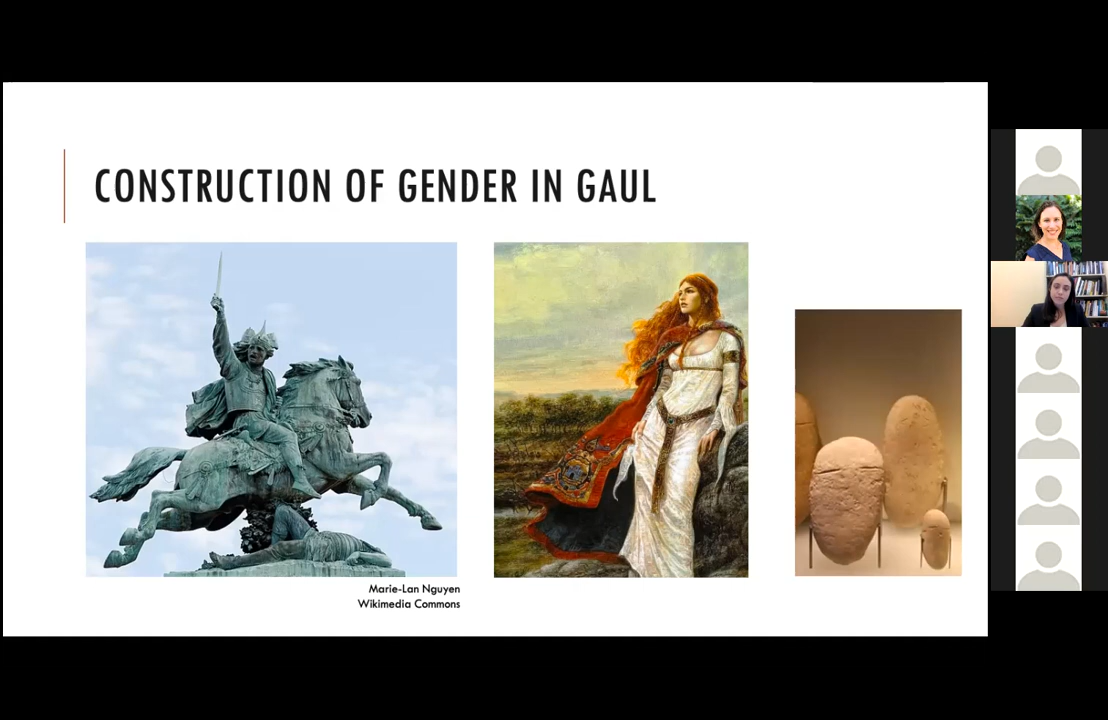 CONSTRUCTION OF GENDER IN GAUL
Marie-Lan Nguyen
Wikimedia Commons